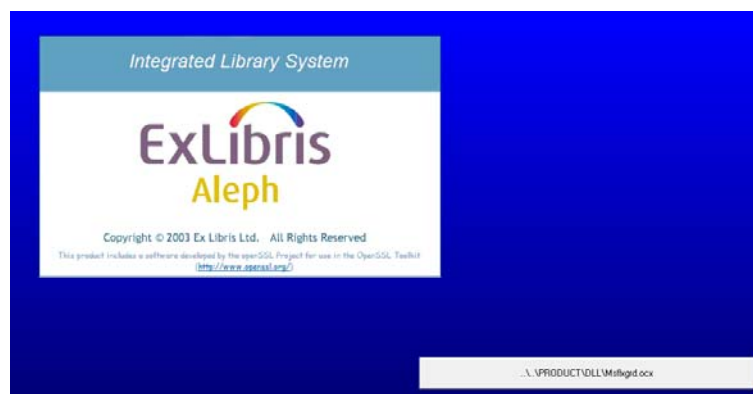 Integrated Library System
ExLibris
Aleph
Copyright © 2003 Ex Libris Ltd. All Rights Reserved
This product includes a software developed by the openSSL Project for use in the OpenSSL Toolkit
(http://www.openssl.org/)
..\..\PRODUCT\DLL\Msflxgrd.ocx